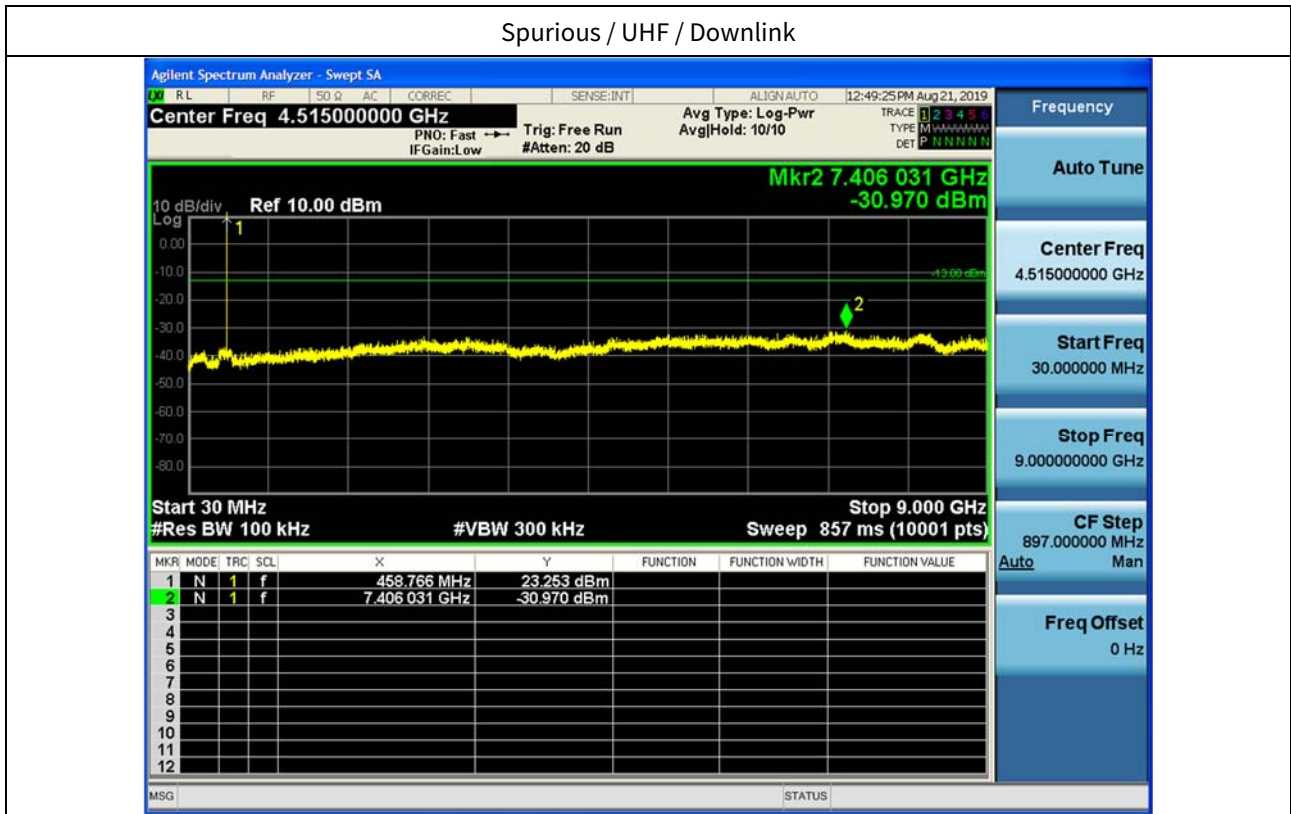 Spurious / UHF / Downlink
Agilent Spectrum Analyzer - Swept SA
LXI RL RF 50 Ω AC CORREC SENSE:INT ALIGN AUTO 12:49:25 PM Aug 21, 2019
Center Freq 4.515000000 GHz
PNO: Fast
IFGain:Low
Trig: Free Run
#Atten: 20 dB
Avg Type: Log-Pwr
Avg|Hold: 10/10
TRACE 1 2 3 4 5 6
TYPE M
DET P N N N N N
Mkr2 7.406 031 GHz
-30.970 dBm
10 dB/div Ref 10.00 dBm
Log
1
0.00
-10.0
-13.00 dBm
-20.0
2
-30.0
-40.0
-50.0
-60.0
-70.0
-80.0
Start 30 MHz Stop 9.000 GHz
#Res BW 100 kHz #VBW 300 kHz Sweep 857 ms (10001 pts)
MKR MODE TRC SCL X Y FUNCTION FUNCTION WIDTH FUNCTION VALUE
1 N 1 f 458.766 MHz 23.253 dBm
2 N 1 f 7.406 031 GHz -30.970 dBm
3
4
5
6
7
8
9
10
11
12
MSG STATUS
Frequency
Auto Tune
Center Freq
4.515000000 GHz
Start Freq
30.000000 MHz
Stop Freq
9.000000000 GHz
CF Step
897.000000 MHz
Auto Man
Freq Offset
0 Hz